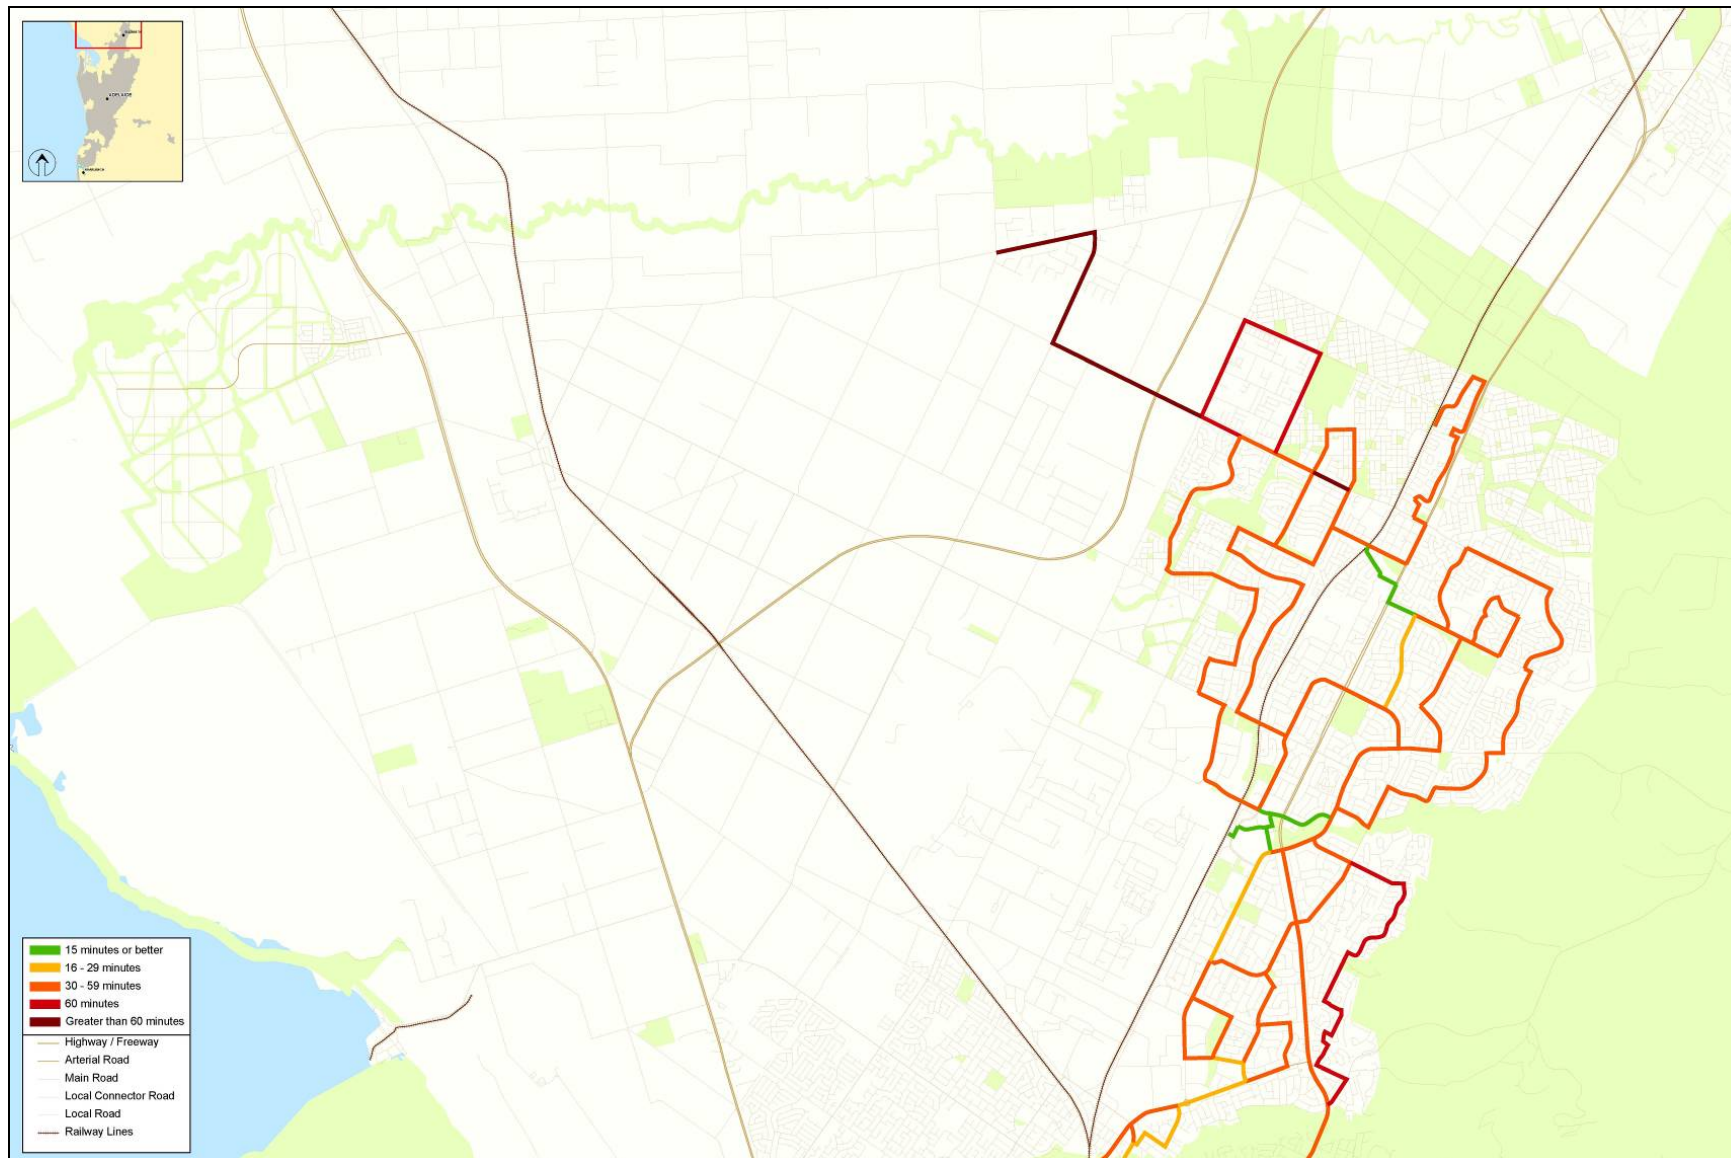 ADELAIDE
15 minutes or better
16 - 29 minutes
30 - 59 minutes
60 minutes
Greater than 60 minutes
Highway / Freeway
Arterial Road
Main Road
Local Connector Road
Local Road
Railway Lines